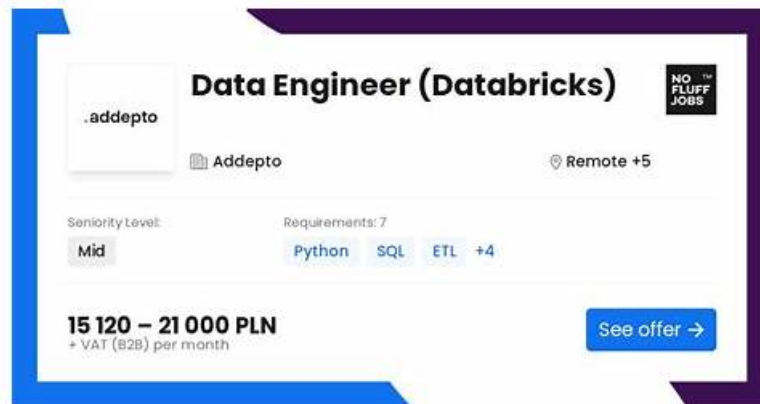 Data Engineer (Databricks)
NO ™
FLUFF
JOBS
.addepto
Addepto
Remote +5
Seniority Level:
Requirements: 7
Mid
Python SQL ETL +4
15 120 – 21 000 PLN
+ VAT (B2B) per month
See offer →